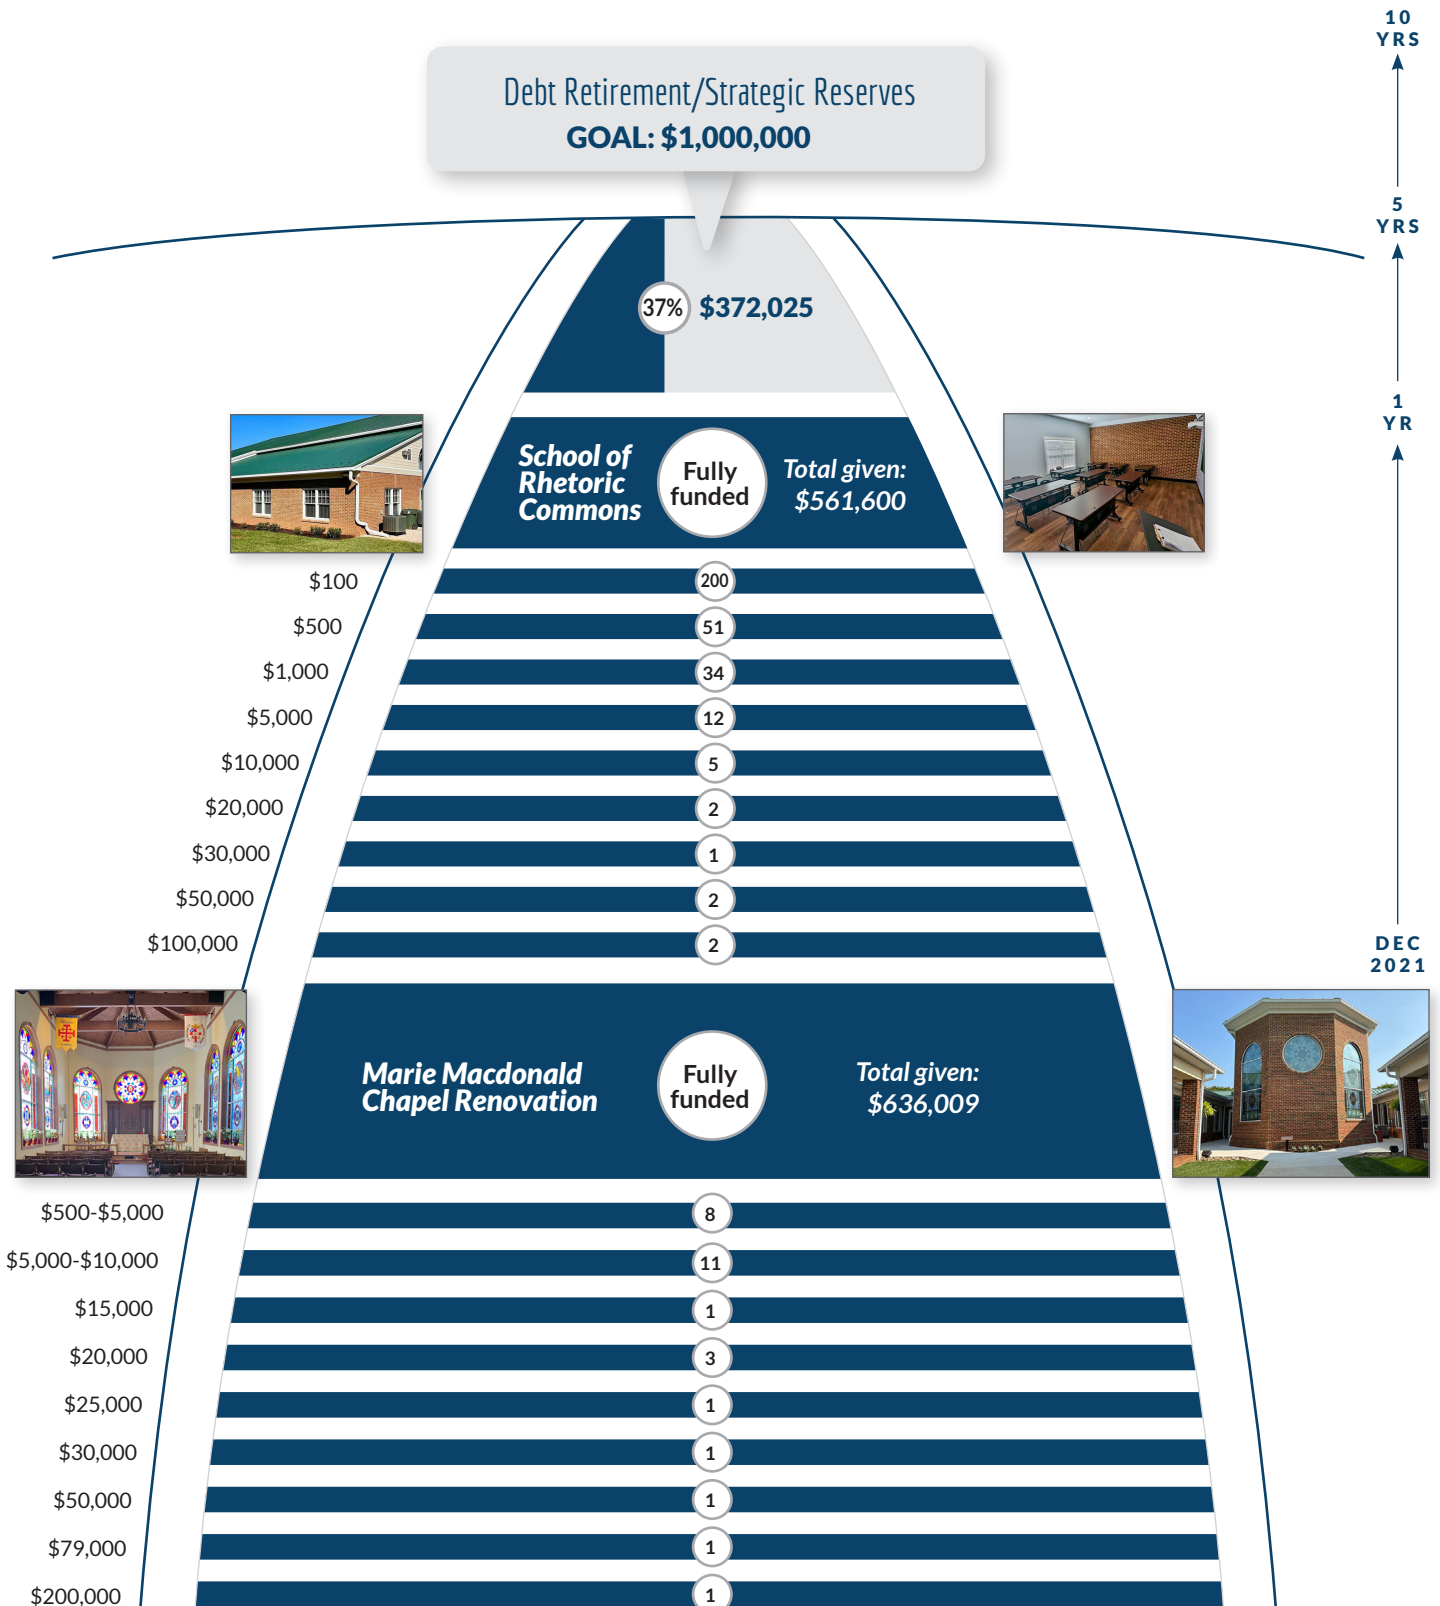 10
YRS
Debt Retirement/Strategic Reserves
GOAL: $1,000,000
5
YRS
37% $372,025
1
YR
School of
Rhetoric
Commons
Fully
funded
Total given:
$561,600
$100 200
$500 51
$1,000 34
$5,000 12
$10,000 5
$20,000 2
$30,000 1
$50,000 2
$100,000 2
DEC
2021
Marie Macdonald
Chapel Renovation
Fully
funded
Total given:
$636,009
$500-$5,000 8
$5,000-$10,000 11
$15,000 1
$20,000 3
$25,000 1
$30,000 1
$50,000 1
$79,000 1
$200,000 1